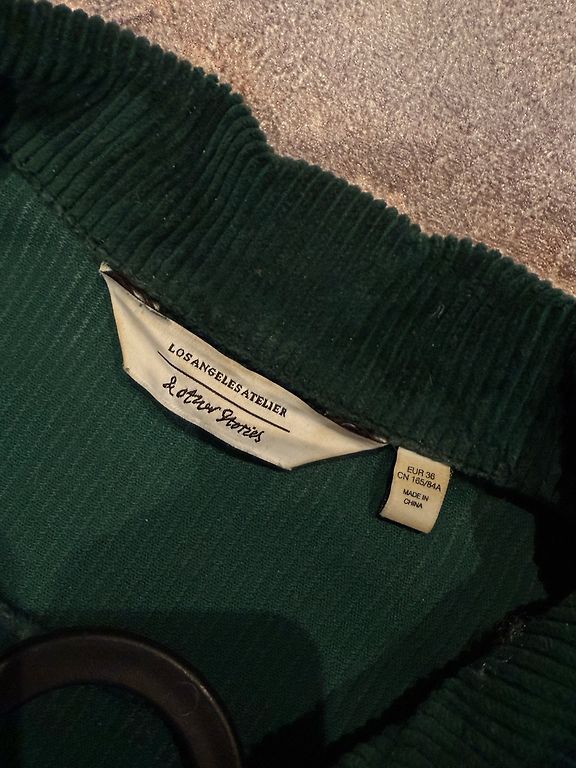 LOS ANGELES ATELIER
& other Stories
EUR 36
CN 165/84A
MADE IN
CHINA